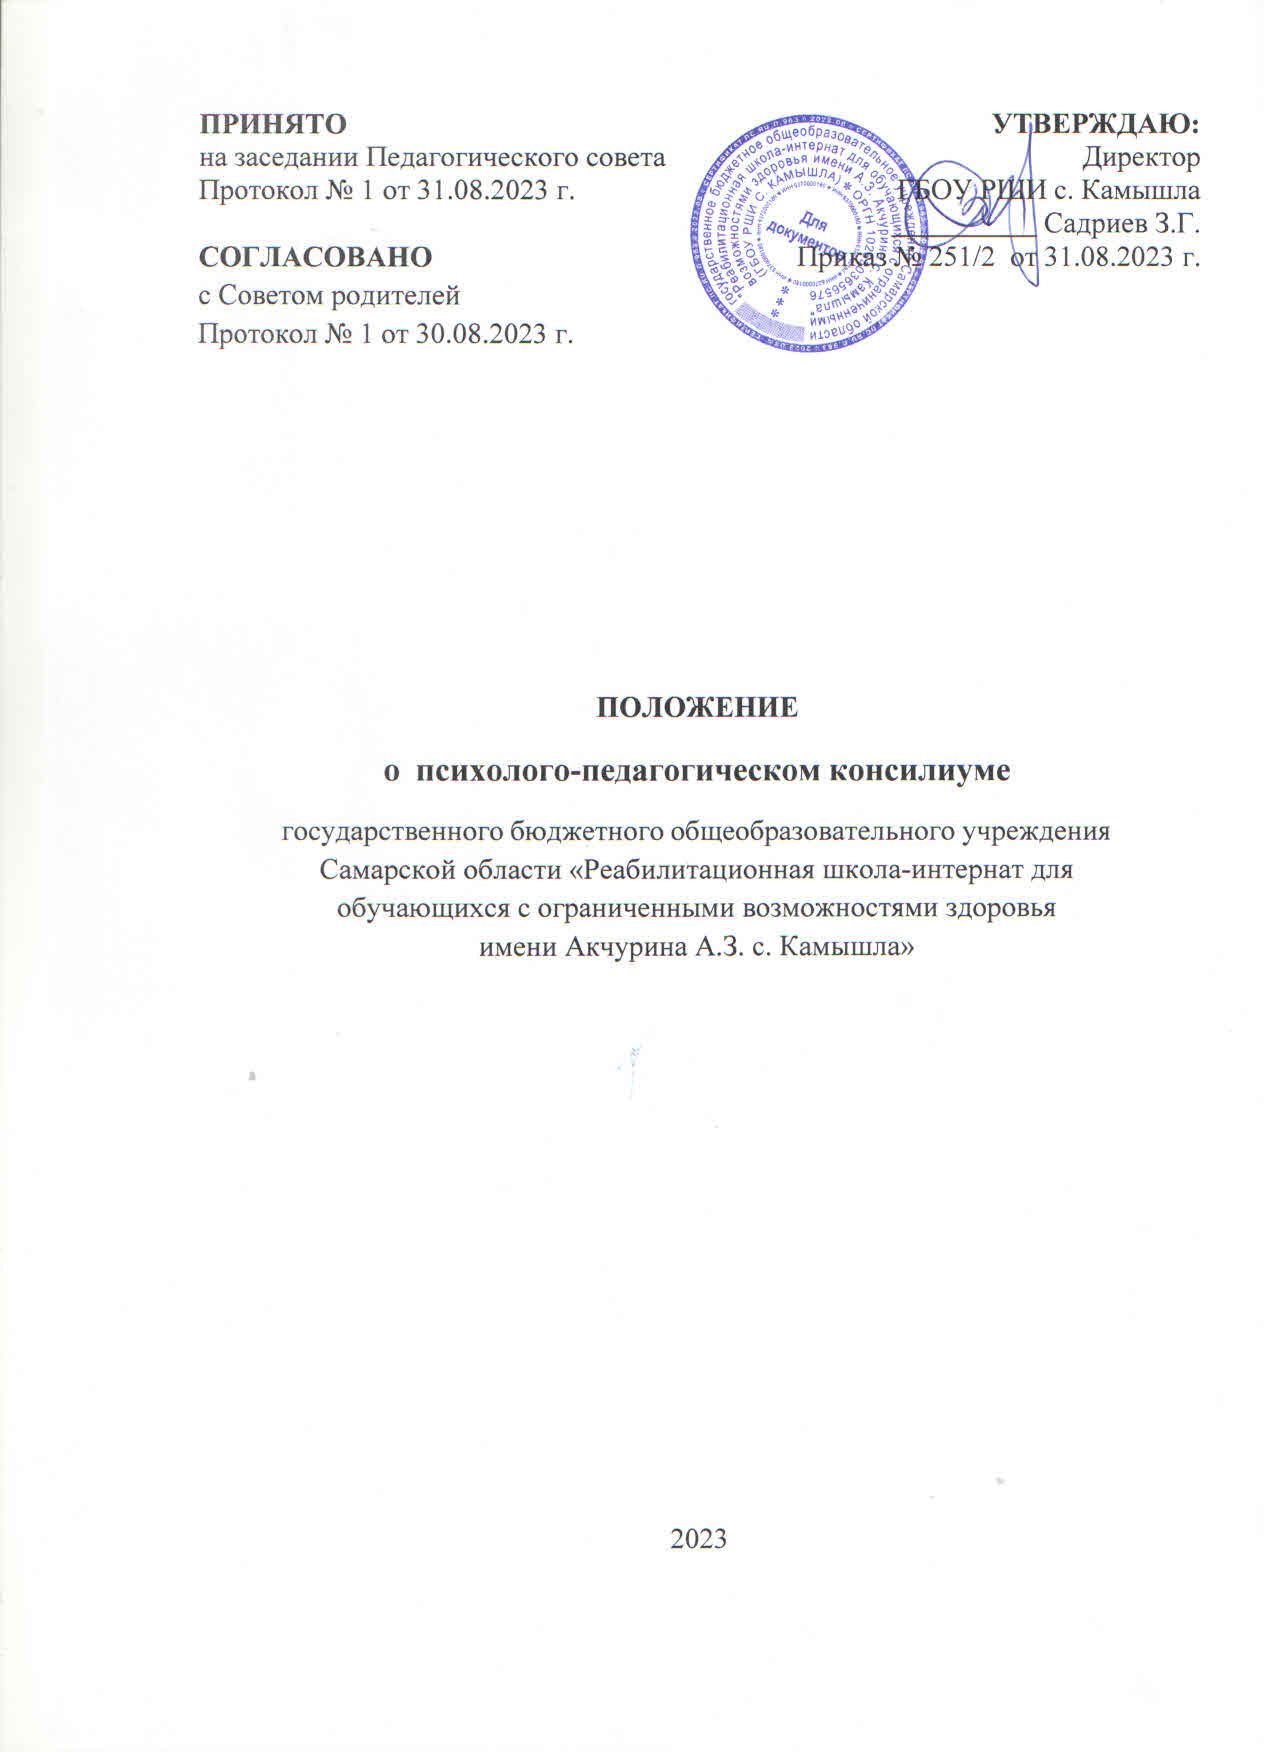 ПРИНЯТО
на заседании Педагогического совета
Протокол № 1 от 31.08.2023 г.
СОГЛАСОВАНО
с Советом родителей
Протокол № 1 от 30.08.2023 г.
УТВЕРЖДАЮ:
Директор
ГБОУ РШИ с. Камышла
Садриев З.Г.
Приказ № 251/2 от 31.08.2023 г.
Для
документов
ПОЛОЖЕНИЕ
о психолого-педагогическом консилиуме
государственного бюджетного общеобразовательного учреждения
Самарской области «Реабилитационная школа-интернат для
обучающихся с ограниченными возможностями здоровья
имени Акчурина А.З. с. Камышла»
2023